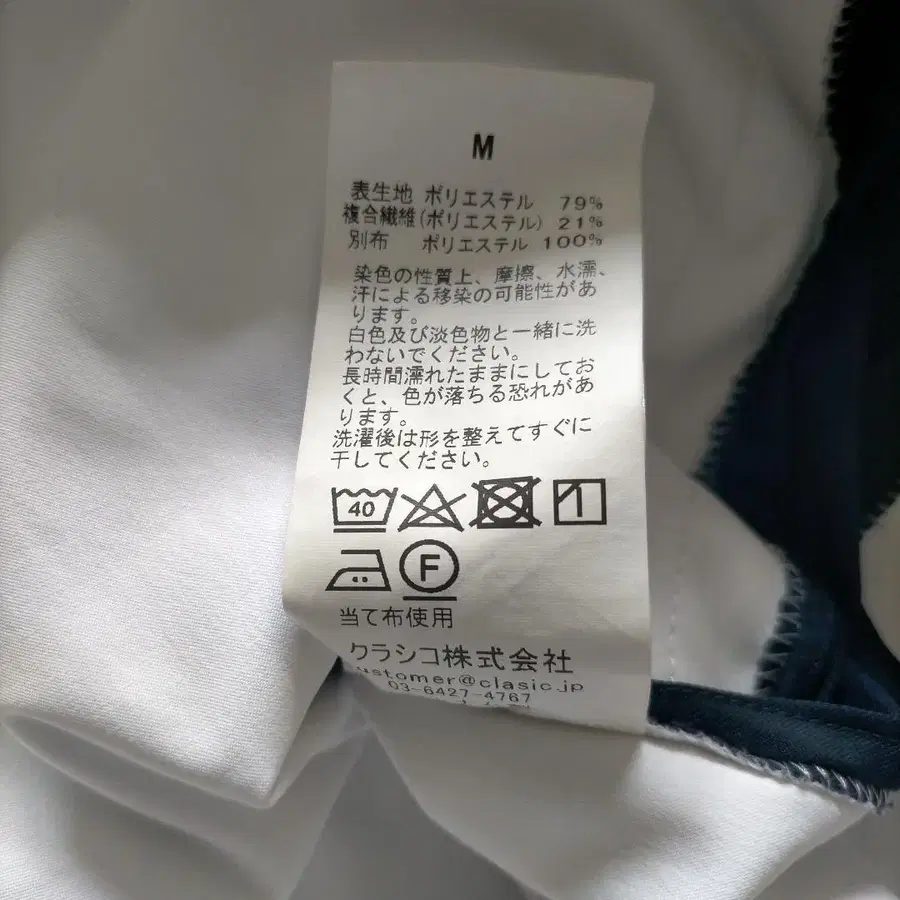 M
表生地 ポリエステル 79%
複合繊維(ポリエステル) 21%
別布 ポリエステル 100%
染色の性質上、摩擦、水濡、
汗による移染の可能性があ
ります。
白色及び淡色物と一緒に洗
わないでください。
長時間濡れたままにしてお
くと、色が落ちる恐れがあ
ります。
洗濯後は形を整えてすぐに
干してください。
40
F
当て布使用
クラシコ株式会社
customer@clasic.jp
03-6427-4767